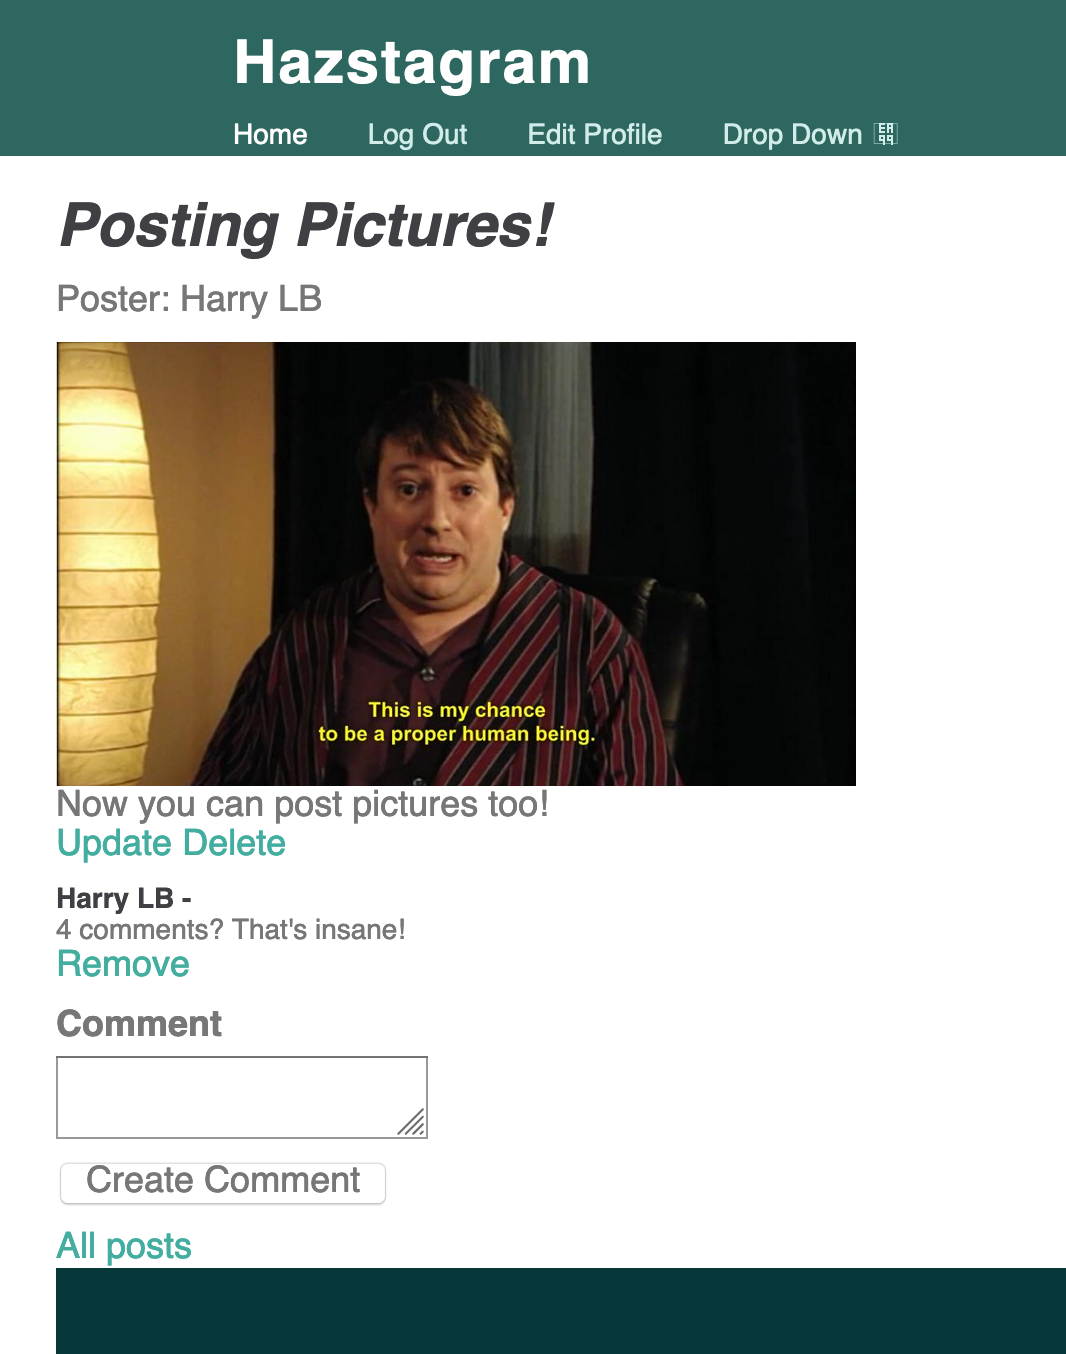 Hazstagram
Home Log Out Edit Profile Drop Down
Posting Pictures!
Poster: Harry LB
This is my chance
to be a proper human being.
Now you can post pictures too!
Update Delete
Harry LB -
4 comments? That's insane!
Remove
Comment
Create Comment
All posts